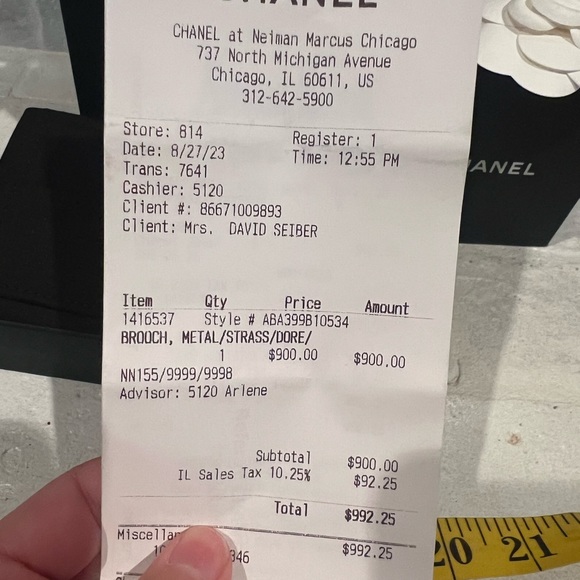 CHANEL
CHANEL at Neiman Marcus Chicago
737 North Michigan Avenue
Chicago, IL 60611, US
312-642-5900
Store: 814 Register: 1
Date: 8/27/23 Time: 12:55 PM
Trans: 7641
Cashier: 5120
Client #: 86671009893
Client: Mrs. DAVID SEIBER
Item Qty Price Amount
1416537 Style # ABA399B10534
BROOCH, METAL/STRASS/DORE/
1 $900.00 $900.00
NN155/9999/9998
Advisor: 5120 Arlene
Subtotal $900.00
IL Sales Tax 10.25% $92.25
Total $992.25
$992.25
346
ANEL
20 21